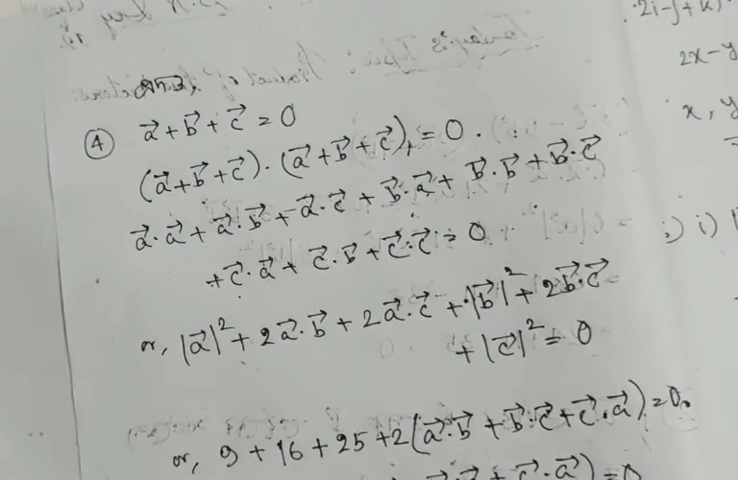 ④ a⃗ + b⃗ + c⃗ = 0
(a⃗ + b⃗ + c⃗) · (a⃗ + b⃗ + c⃗) = 0 .
a⃗·a⃗ + a⃗·b⃗ + a⃗·c⃗ + b⃗·a⃗ + b⃗·b⃗ + b⃗·c⃗
+ c⃗·a⃗ + c⃗·b⃗ + c⃗·c⃗ = 0
or, |a⃗|² + 2a⃗·b⃗ + 2a⃗·c⃗ + |b⃗|² + 2b⃗·c⃗
+ |c⃗|² = 0
or, 9 + 16 + 25 + 2(a⃗·b⃗ + b⃗·c⃗ + c⃗·a⃗) = 0.
+ c⃗·a⃗) = 0
2x-y
x, y
i)